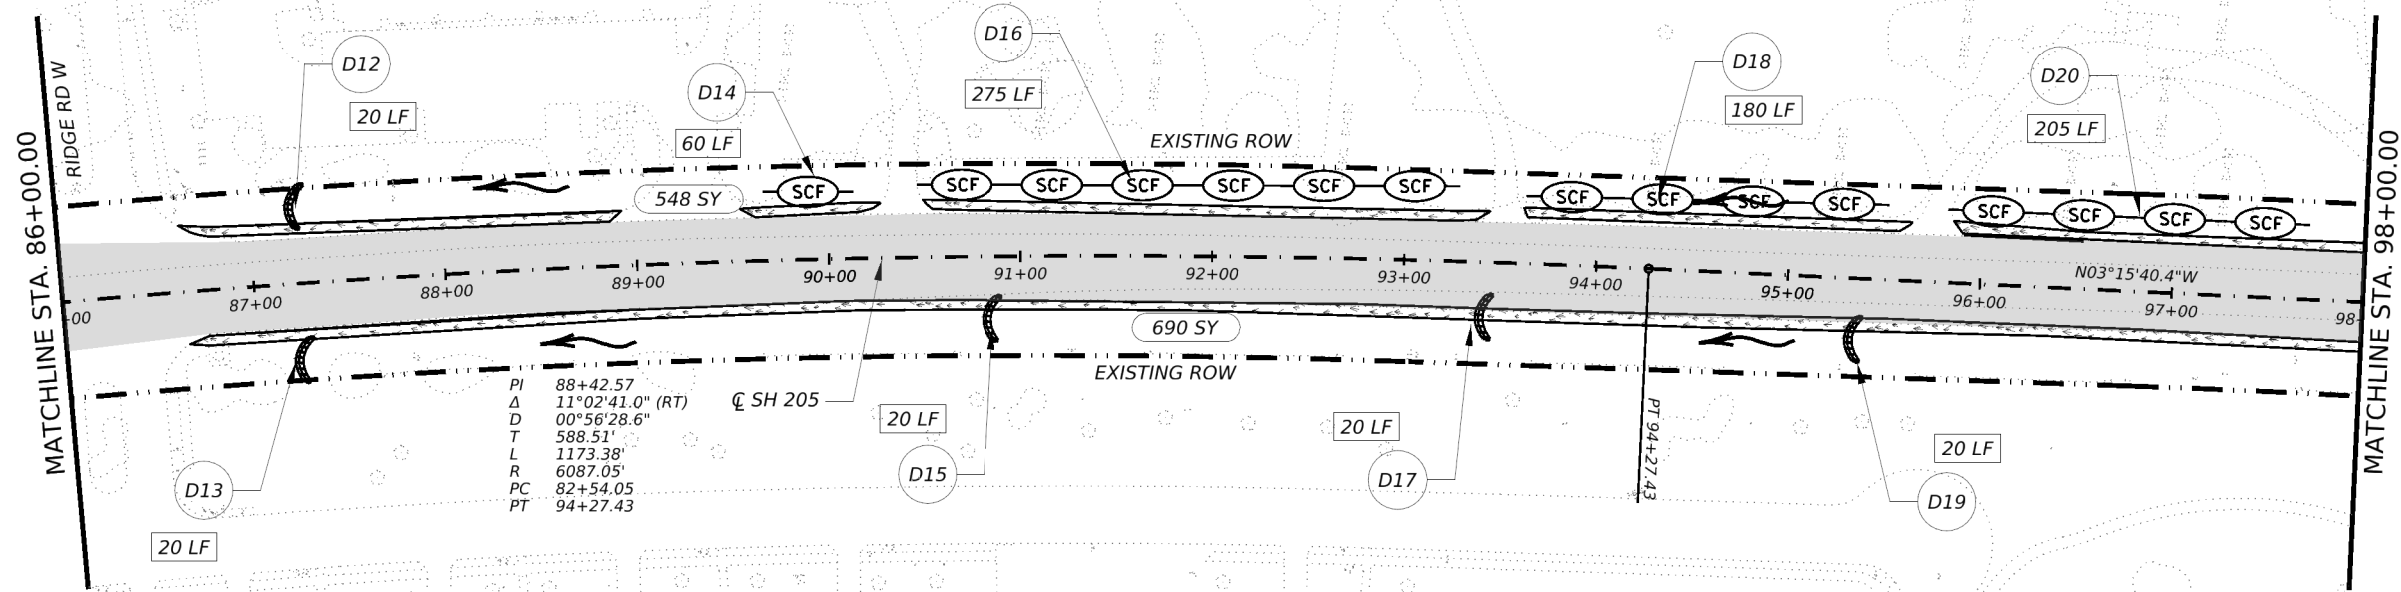 MATCHLINE STA. 86+00.00
RIDGE RD W
D12
20 LF
D14
60 LF
548 SY
D16
275 LF
EXISTING ROW
D18
180 LF
D20
205 LF
SCF
SCF SCF SCF SCF SCF SCF
SCF SCF SCF SCF
SCF SCF SCF SCF
-00
87+00
88+00
89+00
90+00
91+00
92+00
93+00
94+00
95+00
96+00
97+00
98-
N03°15'40.4"W
690 SY
EXISTING ROW
℄ SH 205
PI 88+42.57
Δ 11°02'41.0" (RT)
D 00°56'28.6"
T 588.51'
L 1173.38'
R 6087.05'
PC 82+54.05
PT 94+27.43
D13
20 LF
20 LF
D15
20 LF
D17
PT 94+27.43
20 LF
D19
MATCHLINE STA. 98+00.00